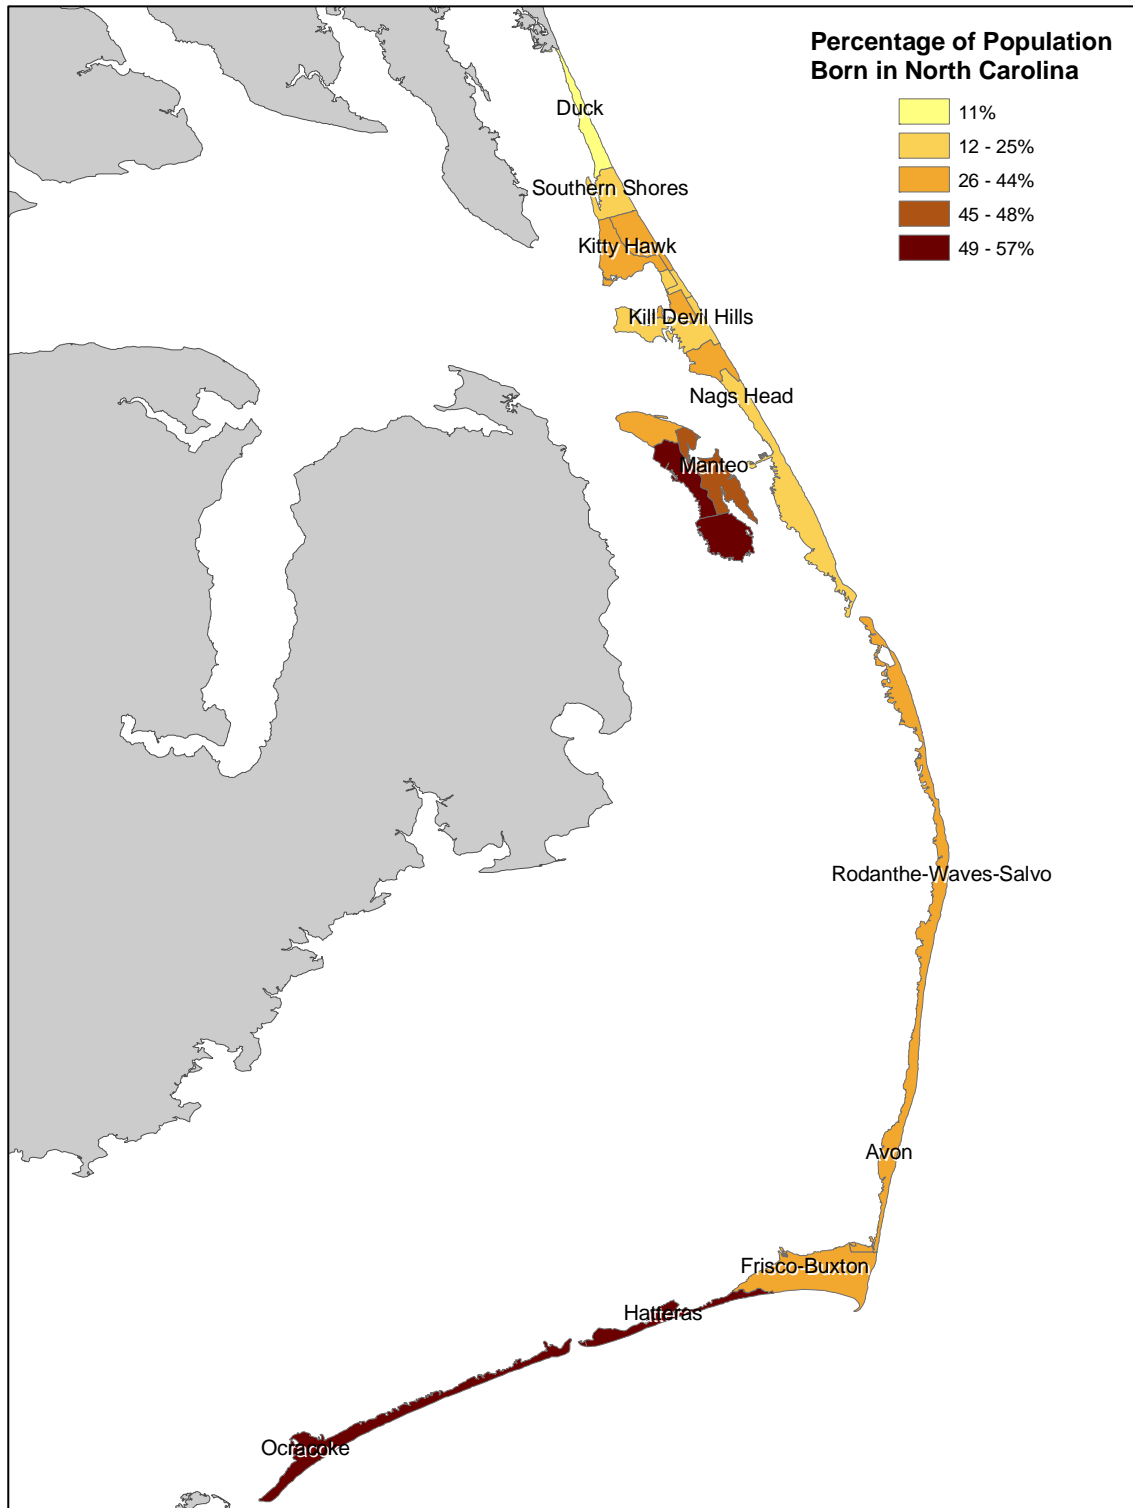 Percentage of Population
Born in North Carolina
11%
12 - 25%
26 - 44%
45 - 48%
49 - 57%
Duck
Southern Shores
Kitty Hawk
Kill Devil Hills
Nags Head
Manteo
Rodanthe-Waves-Salvo
Avon
Frisco-Buxton
Hatteras
Ocracoke